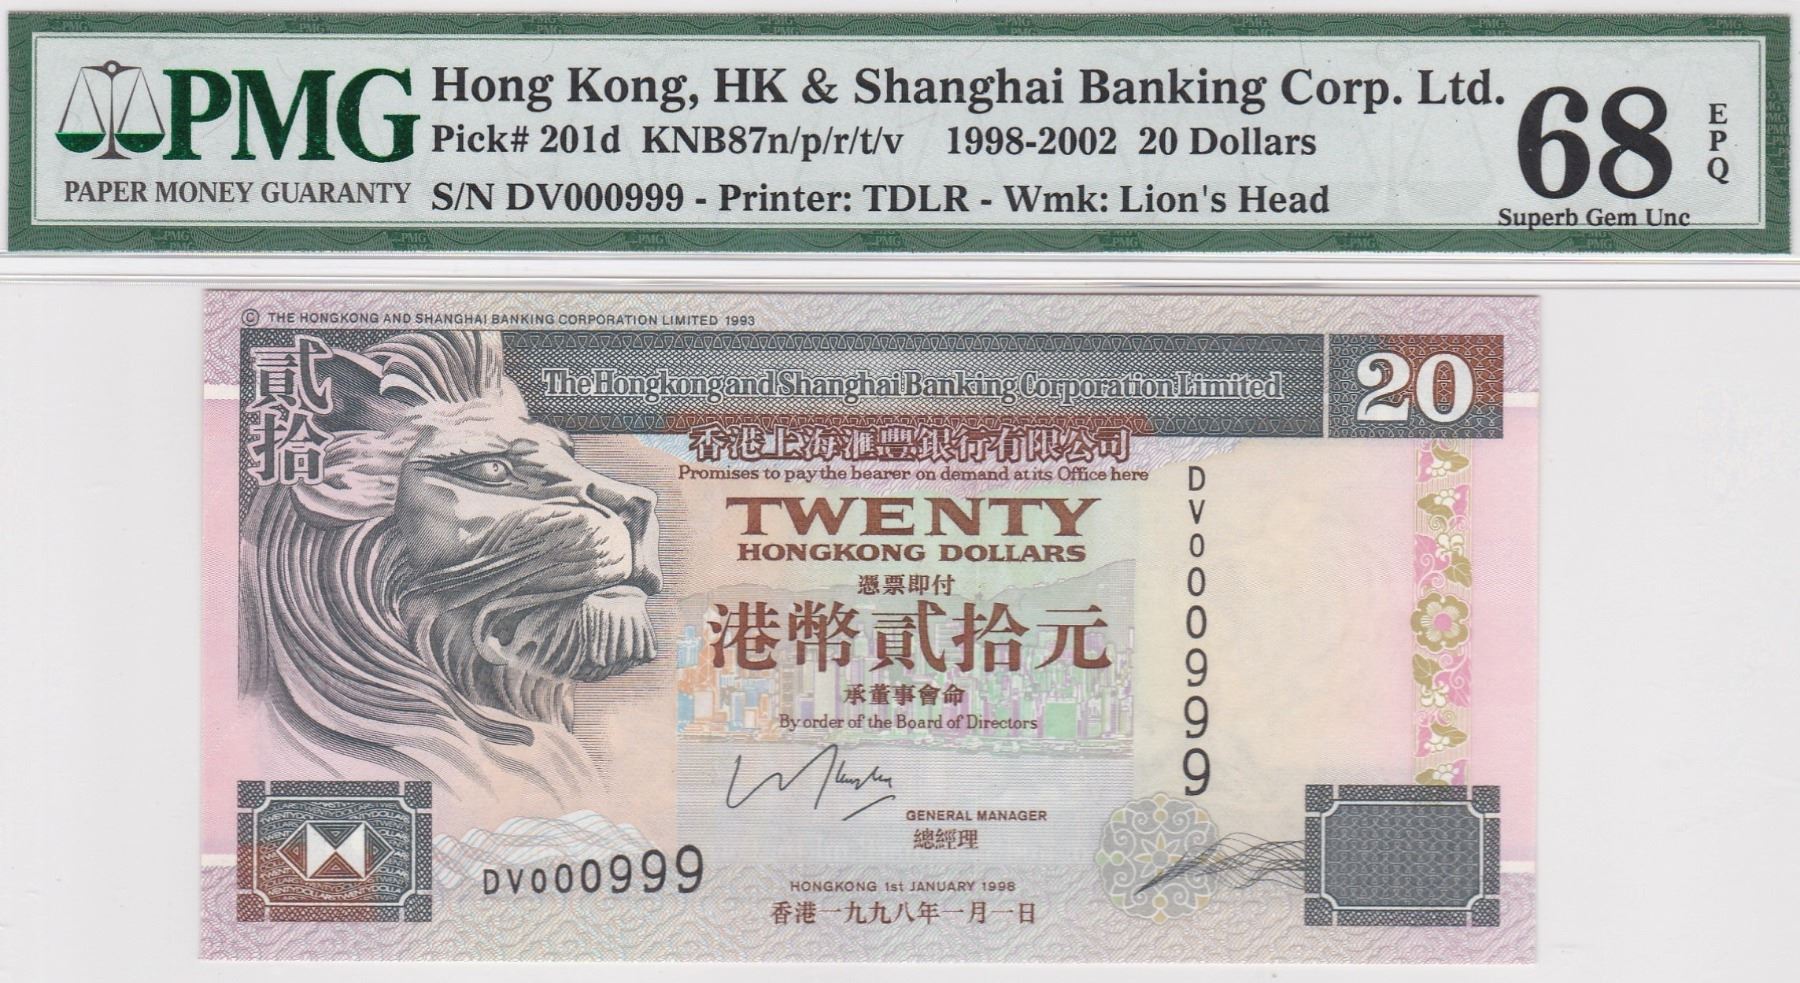 PMG
PAPER MONEY GUARANTY
Hong Kong, HK & Shanghai Banking Corp. Ltd.
Pick# 201d KNB87n/p/r/t/v 1998-2002 20 Dollars
S/N DV000999 - Printer: TDLR - Wmk: Lion's Head
68
EPQ
Superb Gem Unc
© THE HONGKONG AND SHANGHAI BANKING CORPORATION LIMITED 1993
貳拾
The Hongkong and Shanghai Banking Corporation Limited
20
香港上海滙豐銀行有限公司
Promises to pay the bearer on demand at its Office here
TWENTY
HONGKONG DOLLARS
憑票即付
港幣貳拾元
承董事會命
By order of the Board of Directors
DV000999
GENERAL MANAGER
總經理
DV000999
HONGKONG 1st JANUARY 1998
香港一九九八年一月一日